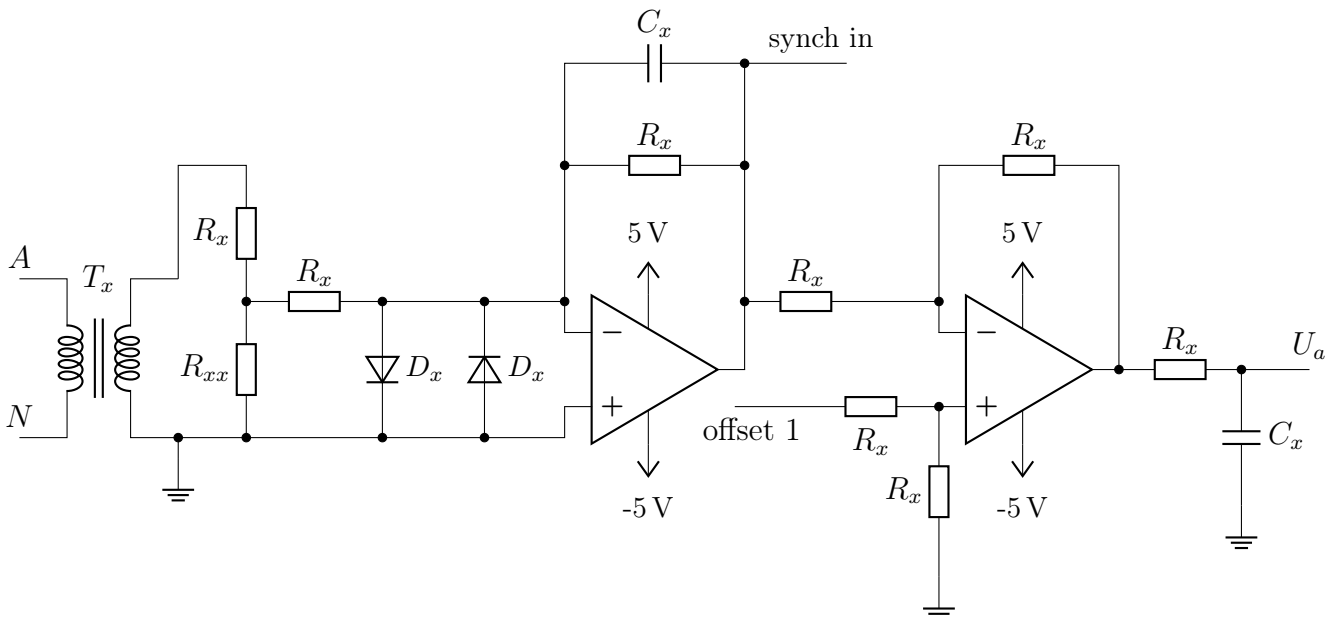 C_x
synch in
R_x
R_x
5 V
5 V
R_x
A
T_x
R_x
R_x
R_xx
D_x
D_x
−
+
−
+
R_x
U_a
N
offset 1
R_x
C_x
R_x
-5 V
-5 V